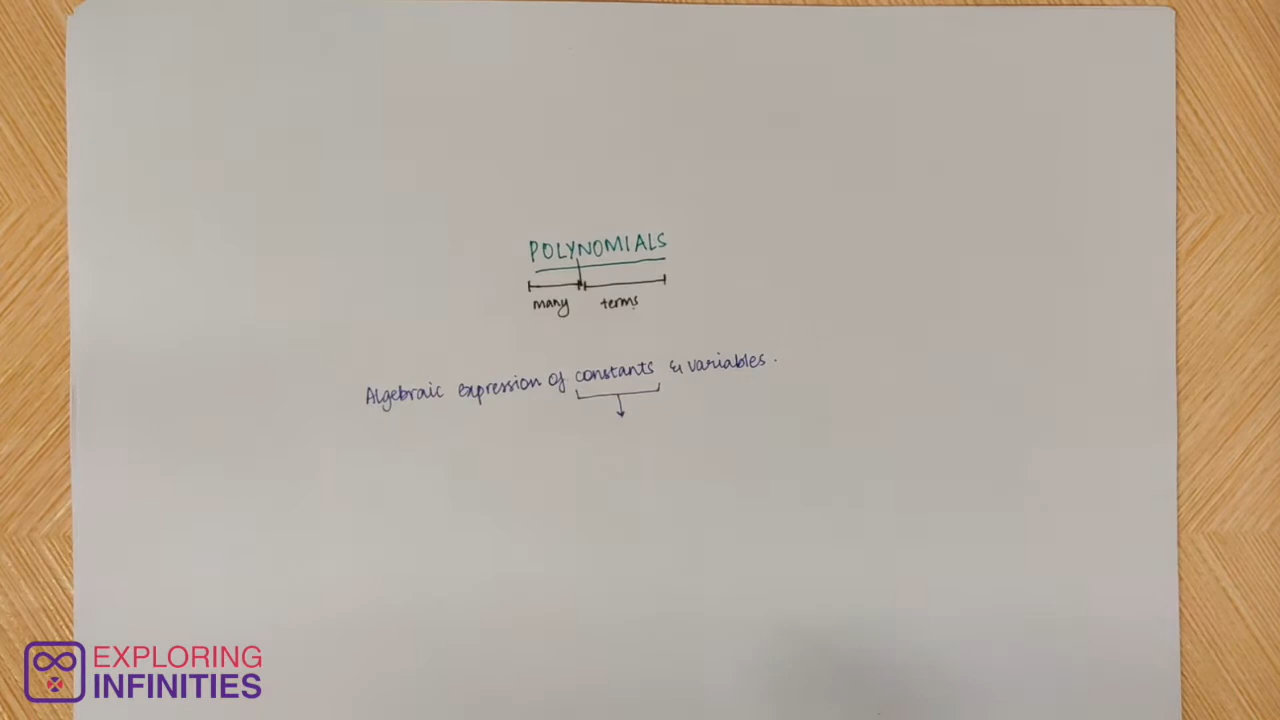 POLYNOMIALS
many terms
Algebraic expression of constants & variables.
EXPLORING
INFINITIES